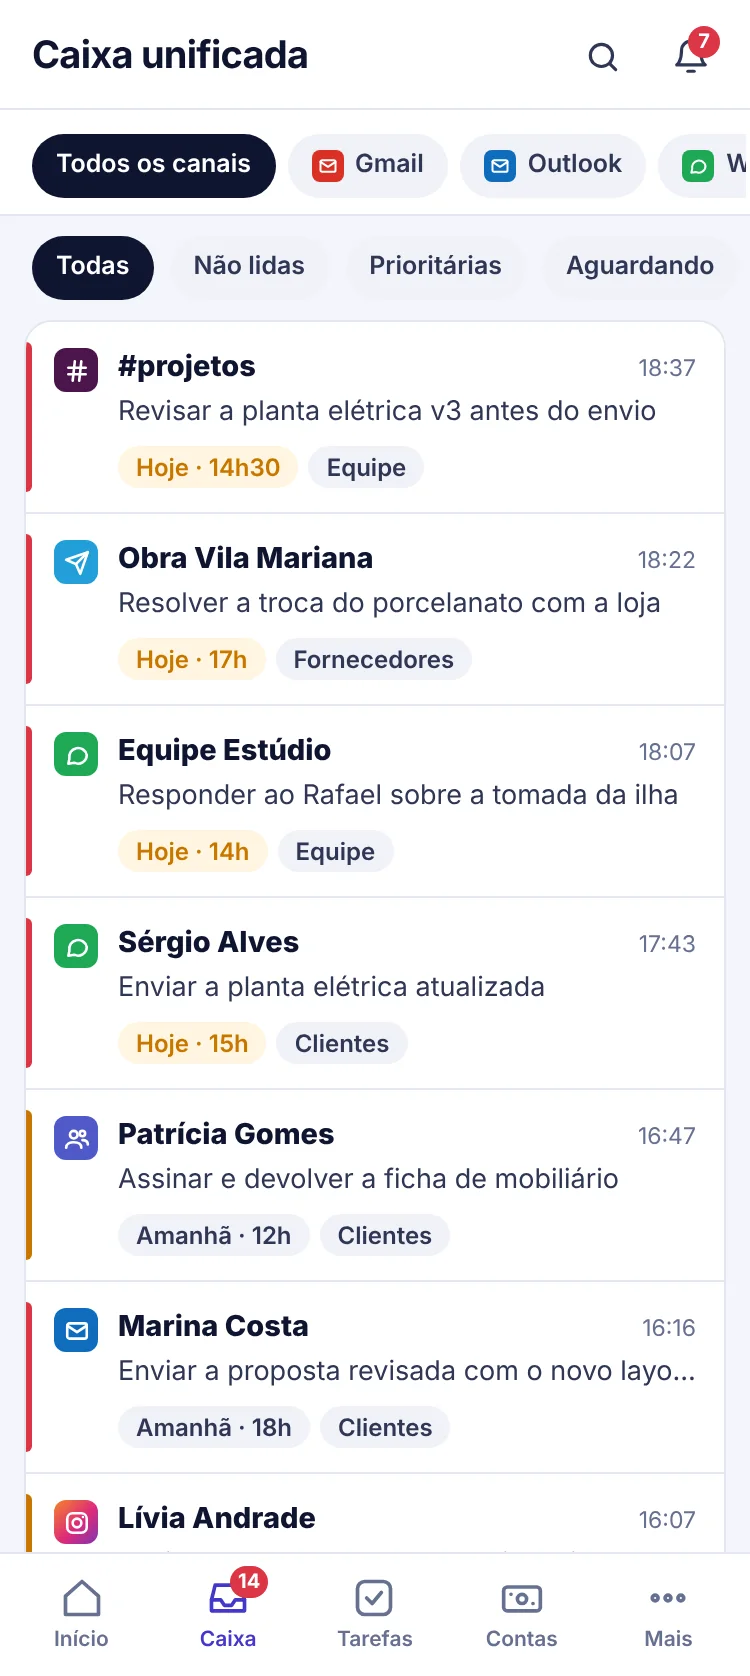 Caixa unificada
7
Todos os canais
Gmail
Outlook
W
Todas
Não lidas
Prioritárias
Aguardando
#projetos
18:37
Revisar a planta elétrica v3 antes do envio
Hoje · 14h30
Equipe
Obra Vila Mariana
18:22
Resolver a troca do porcelanato com a loja
Hoje · 17h
Fornecedores
Equipe Estúdio
18:07
Responder ao Rafael sobre a tomada da ilha
Hoje · 14h
Equipe
Sérgio Alves
17:43
Enviar a planta elétrica atualizada
Hoje · 15h
Clientes
Patrícia Gomes
16:47
Assinar e devolver a ficha de mobiliário
Amanhã · 12h
Clientes
Marina Costa
16:16
Enviar a proposta revisada com o novo layo...
Amanhã · 18h
Clientes
Lívia Andrade
16:07
Início
14
Caixa
Tarefas
Contas
Mais